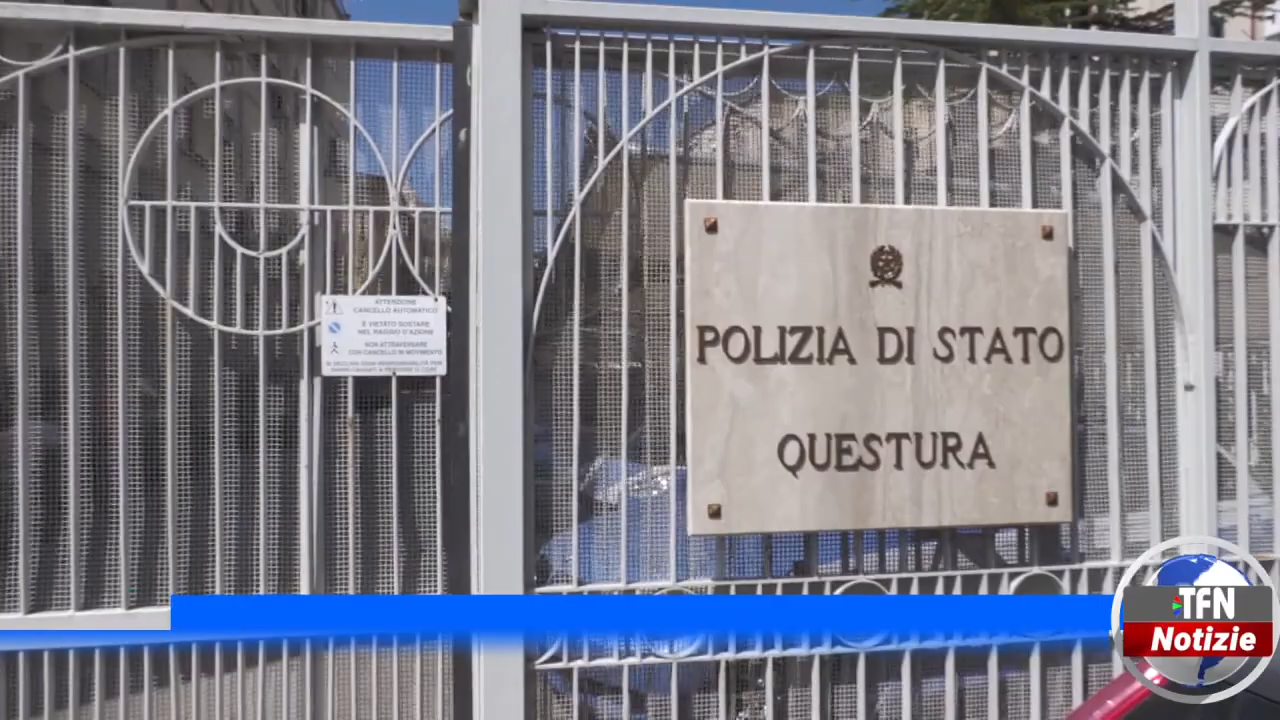 ATTENZIONE
CANCELLO AUTOMATICO
È VIETATO SOSTARE
NEL RAGGIO D'AZIONE
NON ATTRAVERSARE
CON CANCELLO IN MOVIMENTO
POLIZIA DI STATO
QUESTURA
TFN
Notizie